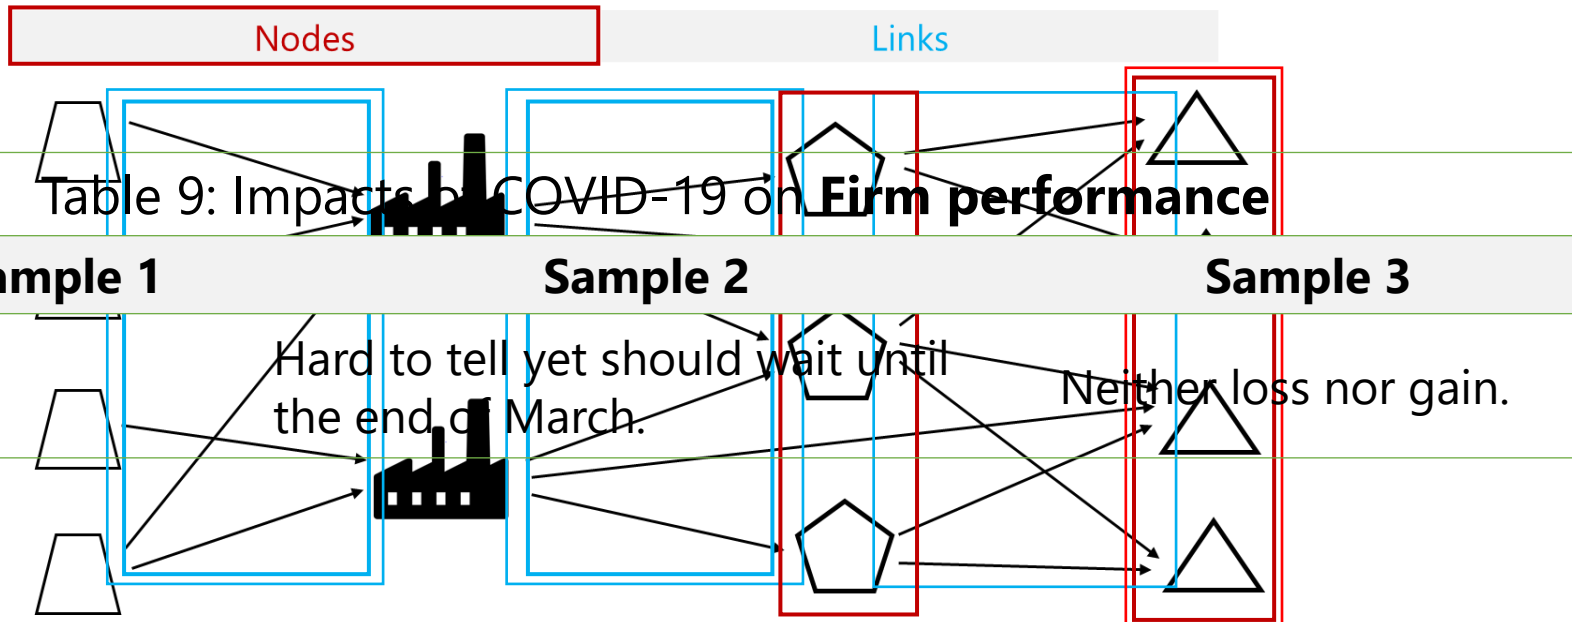 Nodes
Links
Table 9: Impacts of COVID-19 on Firm performance
ample 1
Sample 2
Sample 3
Hard to tell yet should wait until
the end of March.
Neither loss nor gain.